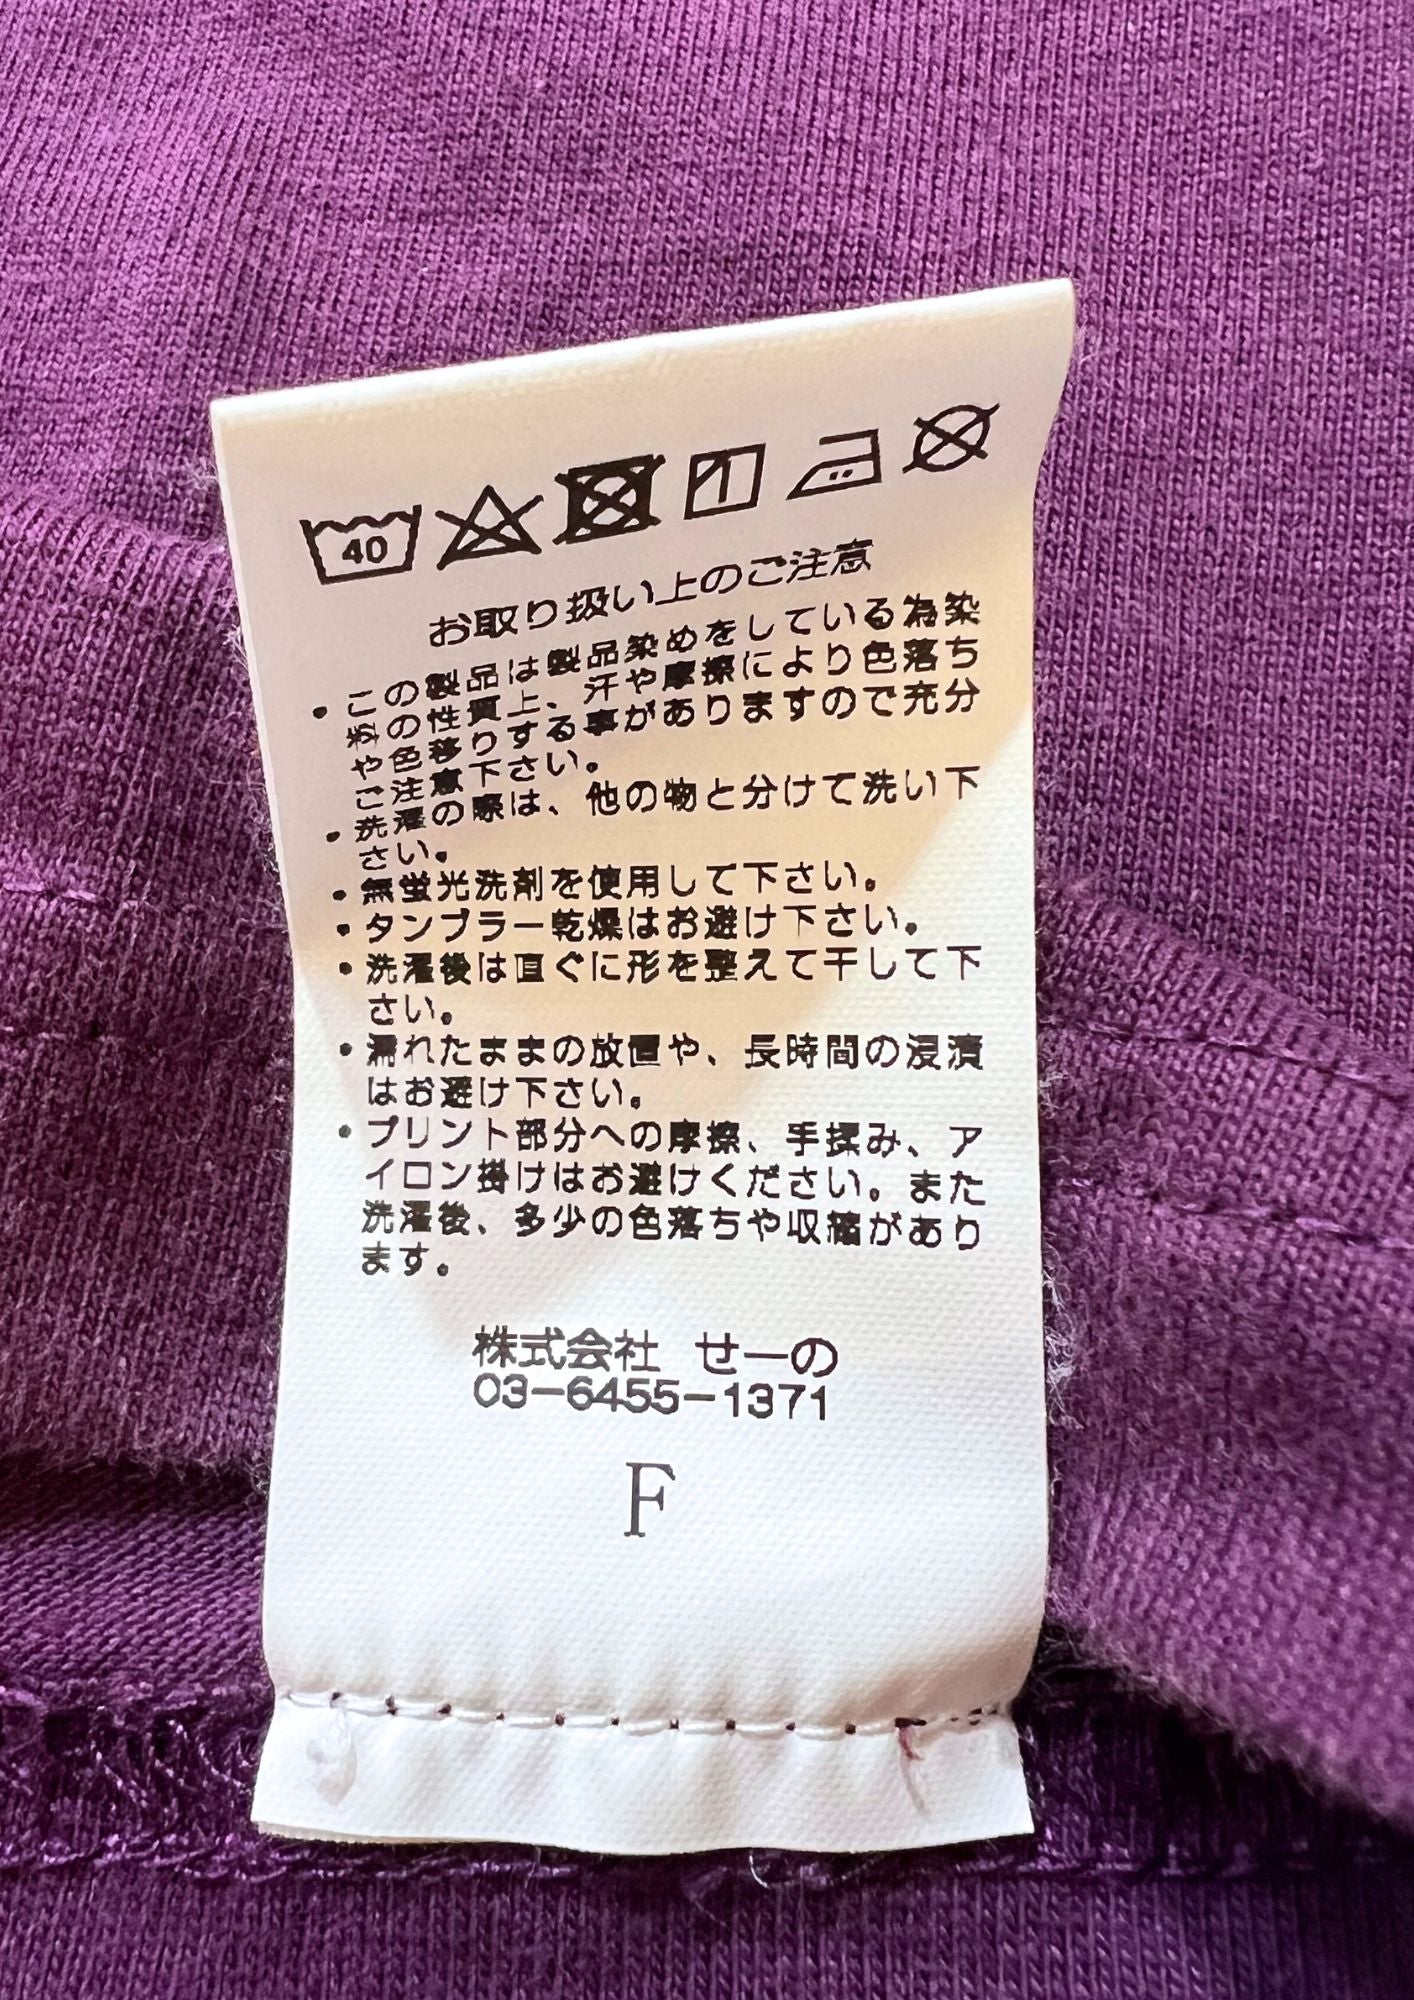 40
お取り扱い上のご注意
・この製品は製品染めをしている為染
料の性質上、汗や摩擦により色落ち
や色移りする事がありますので充分
ご注意下さい。
・洗濯の際は、他の物と分けて洗い下
さい。
・無蛍光洗剤を使用して下さい。
・タンブラー乾燥はお避け下さい。
・洗濯後は直ぐに形を整えて干して下
さい。
・濡れたままの放置や、長時間の浸漬
はお避け下さい。
・プリント部分への摩擦、手揉み、ア
イロン掛けはお避けください。また
洗濯後、多少の色落ちや収縮があり
ます。
株式会社 せーの
03-6455-1371
F